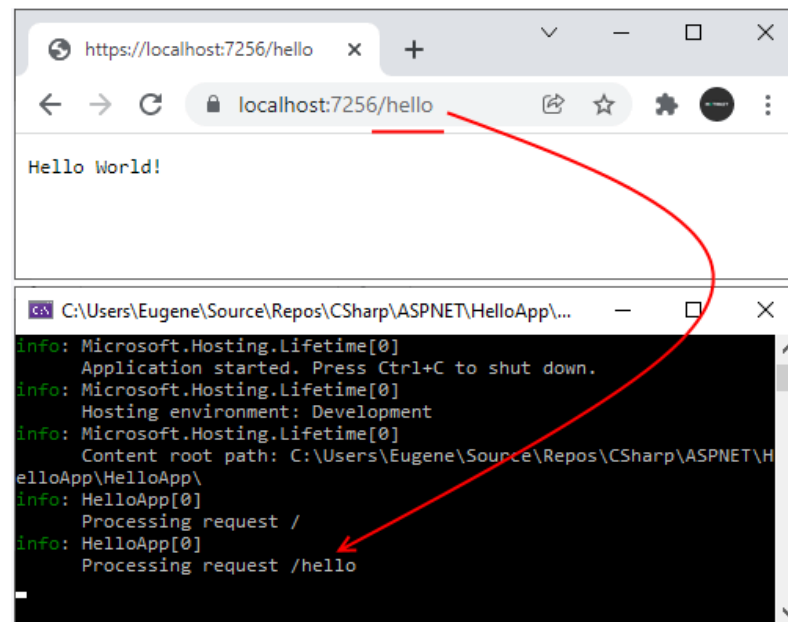 https://localhost:7256/hello
localhost:7256/hello
Hello World!
C:\Users\Eugene\Source\Repos\CSharp\ASPNET\HelloApp\...
info: Microsoft.Hosting.Lifetime[0]
Application started. Press Ctrl+C to shut down.
info: Microsoft.Hosting.Lifetime[0]
Hosting environment: Development
info: Microsoft.Hosting.Lifetime[0]
Content root path: C:\Users\Eugene\Source\Repos\CSharp\ASPNET\H
elloApp\HelloApp\
info: HelloApp[0]
Processing request /
info: HelloApp[0]
Processing request /hello